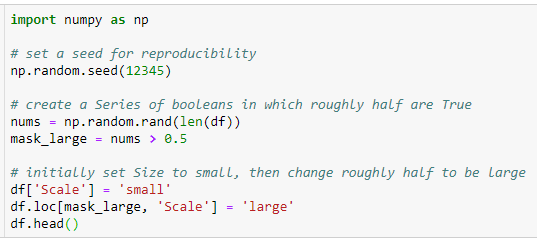 import numpy as np
# set a seed for reproducibility
np.random.seed(12345)
# create a Series of booleans in which roughly half are True
nums = np.random.rand(len(df))
mask_large = nums > 0.5
# initially set Size to small, then change roughly half to be large
df['Scale'] = 'small'
df.loc[mask_large, 'Scale'] = 'large'
df.head()